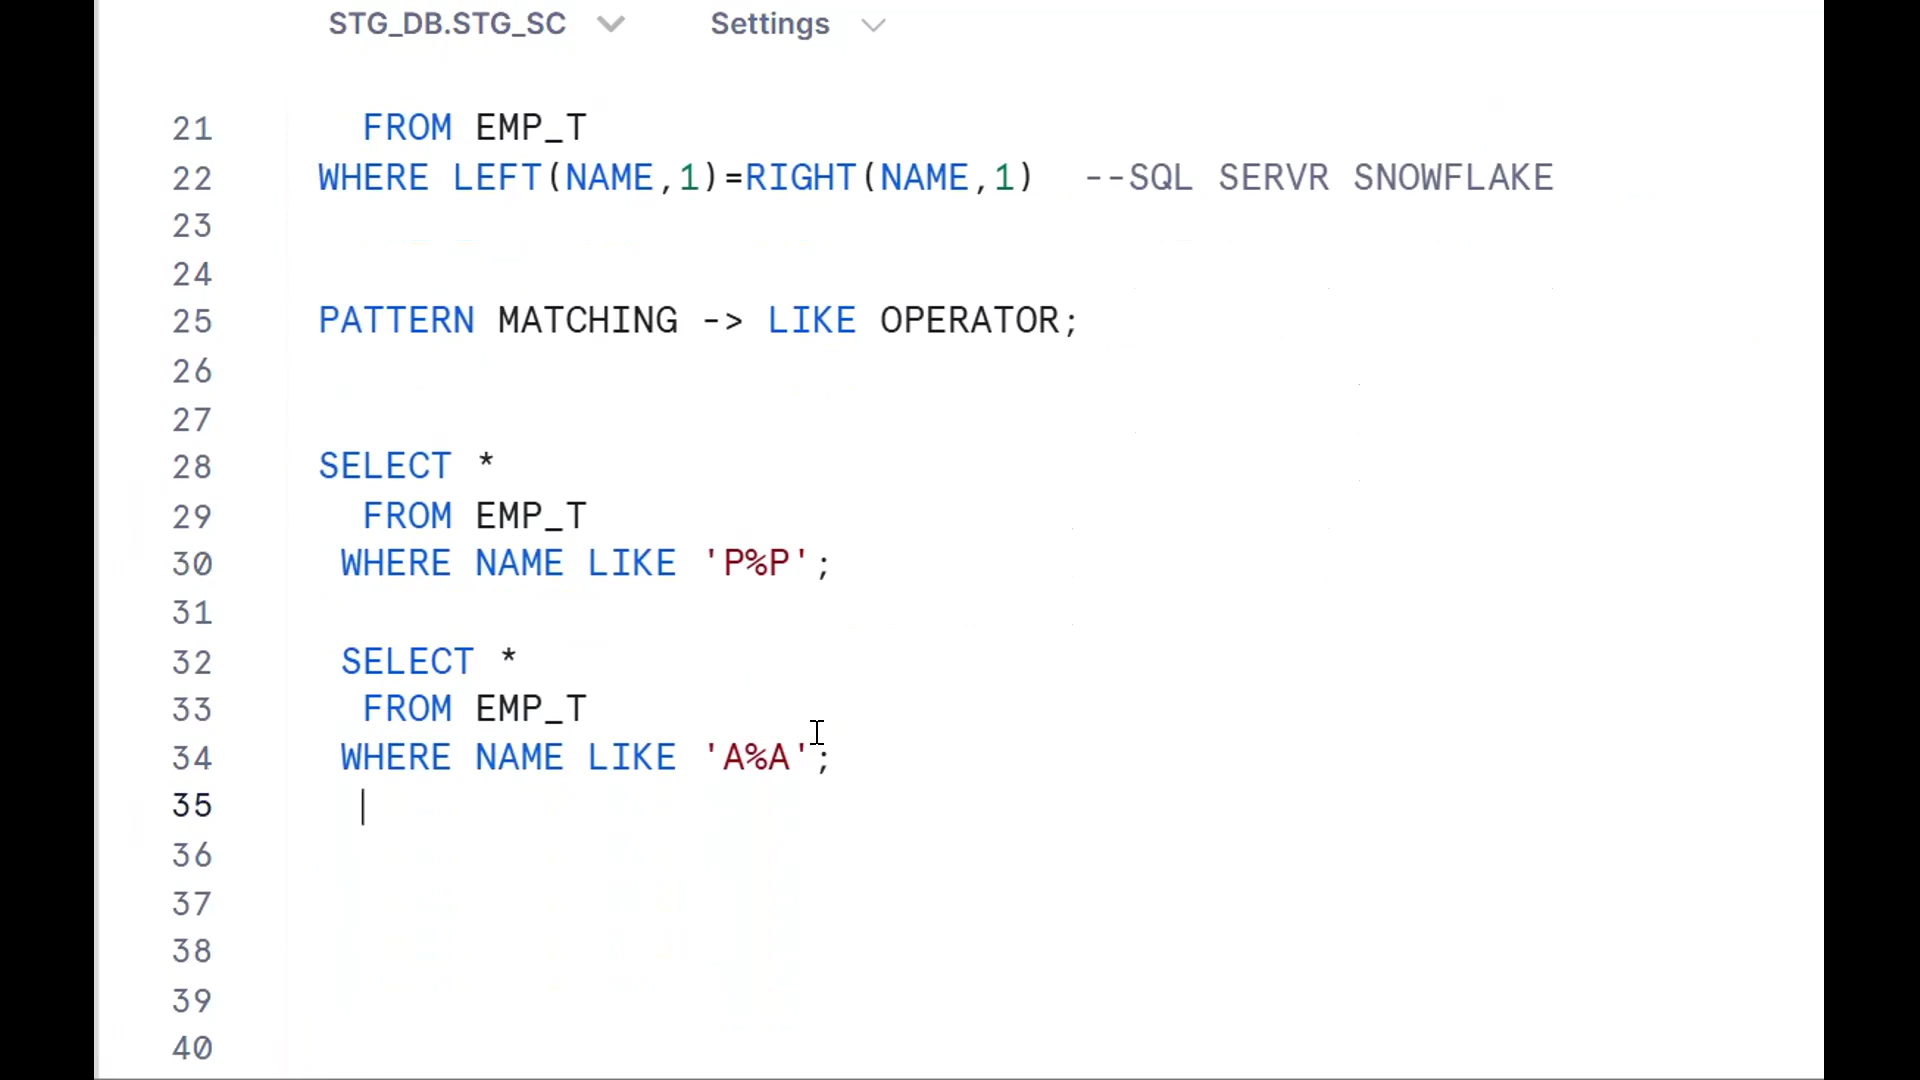 STG_DB.STG_SC Settings
21 FROM EMP_T
22 WHERE LEFT(NAME,1)=RIGHT(NAME,1) --SQL SERVR SNOWFLAKE
23
24
25 PATTERN MATCHING -> LIKE OPERATOR;
26
27
28 SELECT *
29 FROM EMP_T
30 WHERE NAME LIKE 'P%P';
31
32 SELECT *
33 FROM EMP_T
34 WHERE NAME LIKE 'A%A';
35
36
37
38
39
40